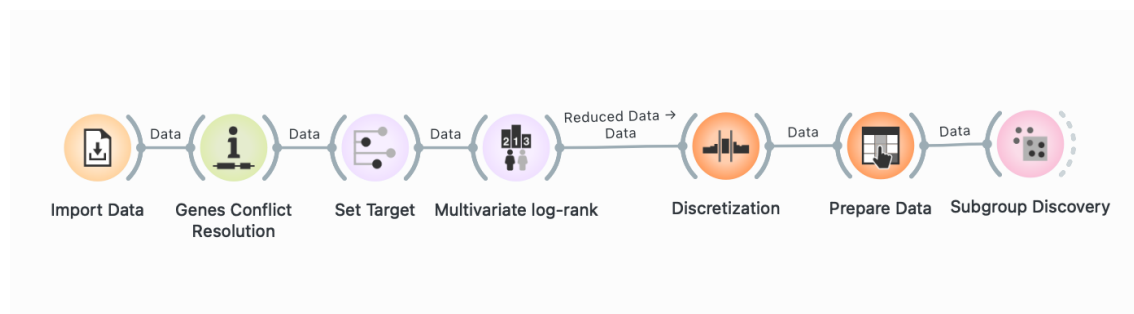 Data
Data
Data
Reduced Data →
Data
Data
Data
213
i
Import Data
Genes Conflict
Resolution
Set Target
Multivariate log-rank
Discretization
Prepare Data
Subgroup Discovery